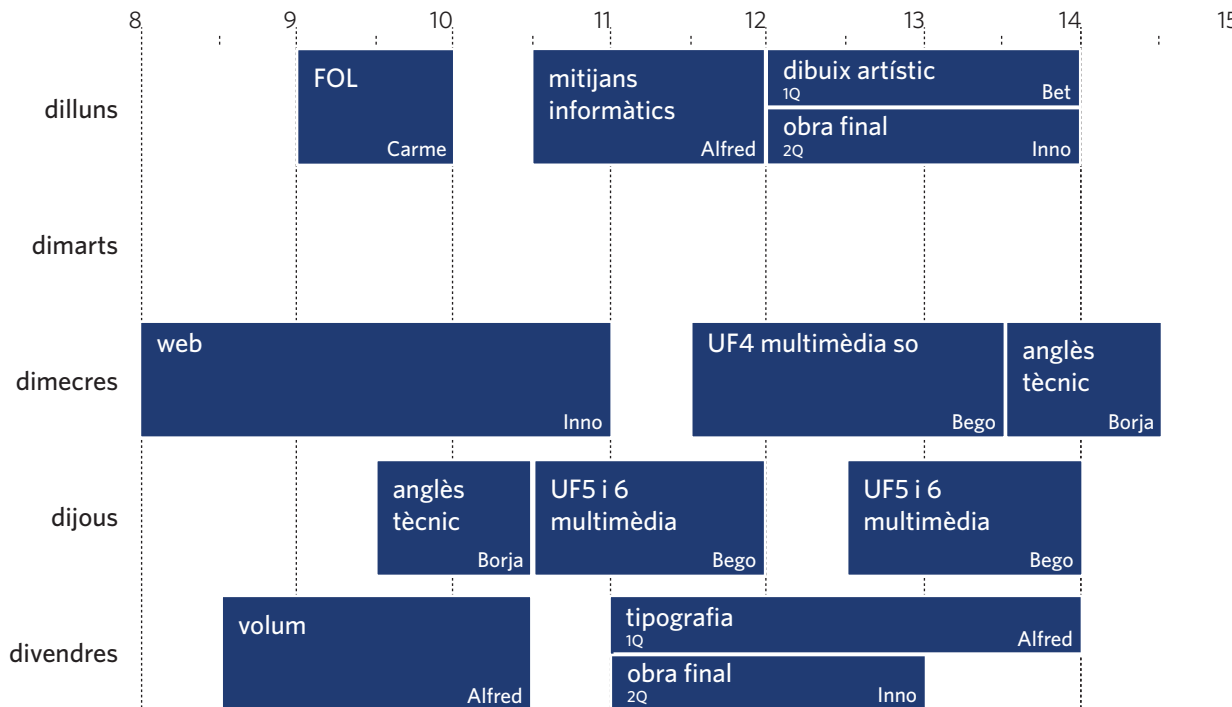 8 9 10 11 12 13 14 15
dilluns
FOL
Carme
mitijans
informàtics
Alfred
dibuix artístic
1Q Bet
obra final
2Q Inno
dimarts
dimecres
web
Inno
UF4 multimèdia so
Bego
anglès
tècnic
Borja
dijous
anglès
tècnic
Borja
UF5 i 6
multimèdia
Bego
UF5 i 6
multimèdia
Bego
divendres
volum
Alfred
tipografia
1Q Alfred
obra final
2Q Inno